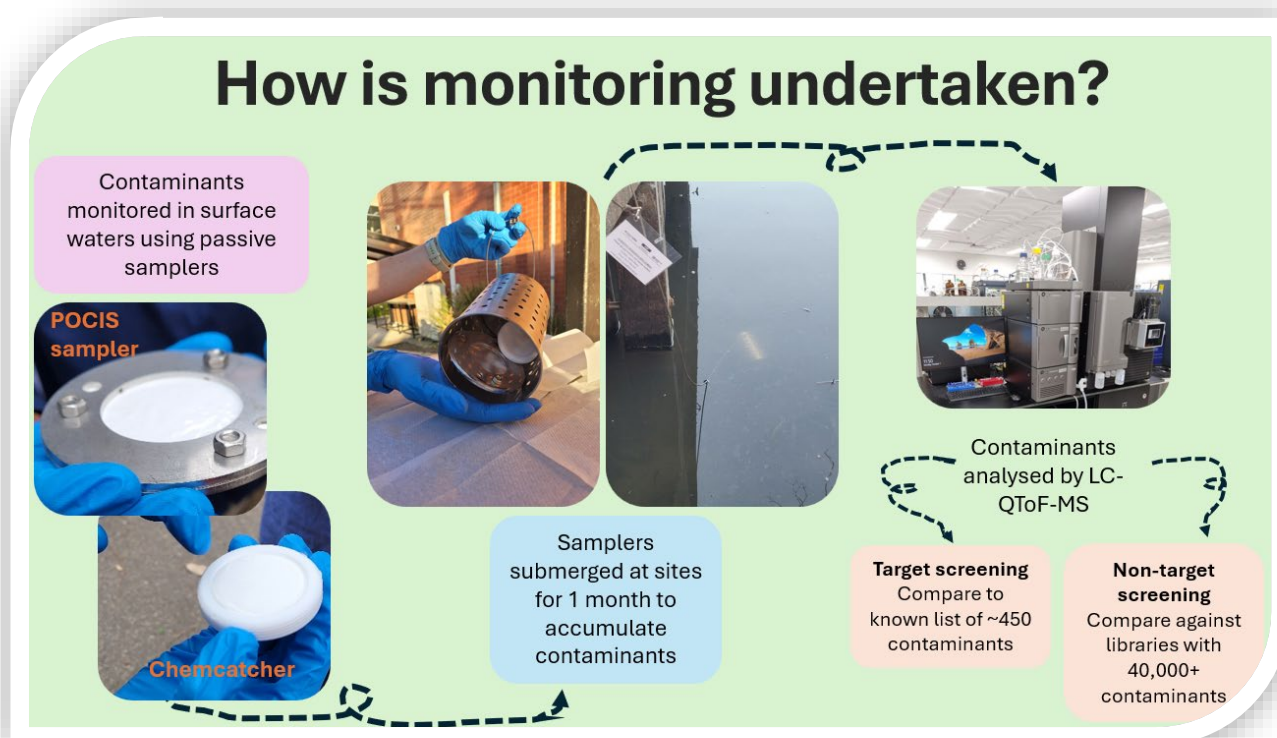 How is monitoring undertaken?
Contaminants
monitored in surface
waters using passive
samplers
POCIS
sampler
Chemcatcher
Samplers
submerged at sites
for 1 month to
accumulate
contaminants
Contaminants
analysed by LC-
QToF-MS
Target screening
Compare to
known list of ~450
contaminants
Non-target
screening
Compare against
libraries with
40,000+
contaminants